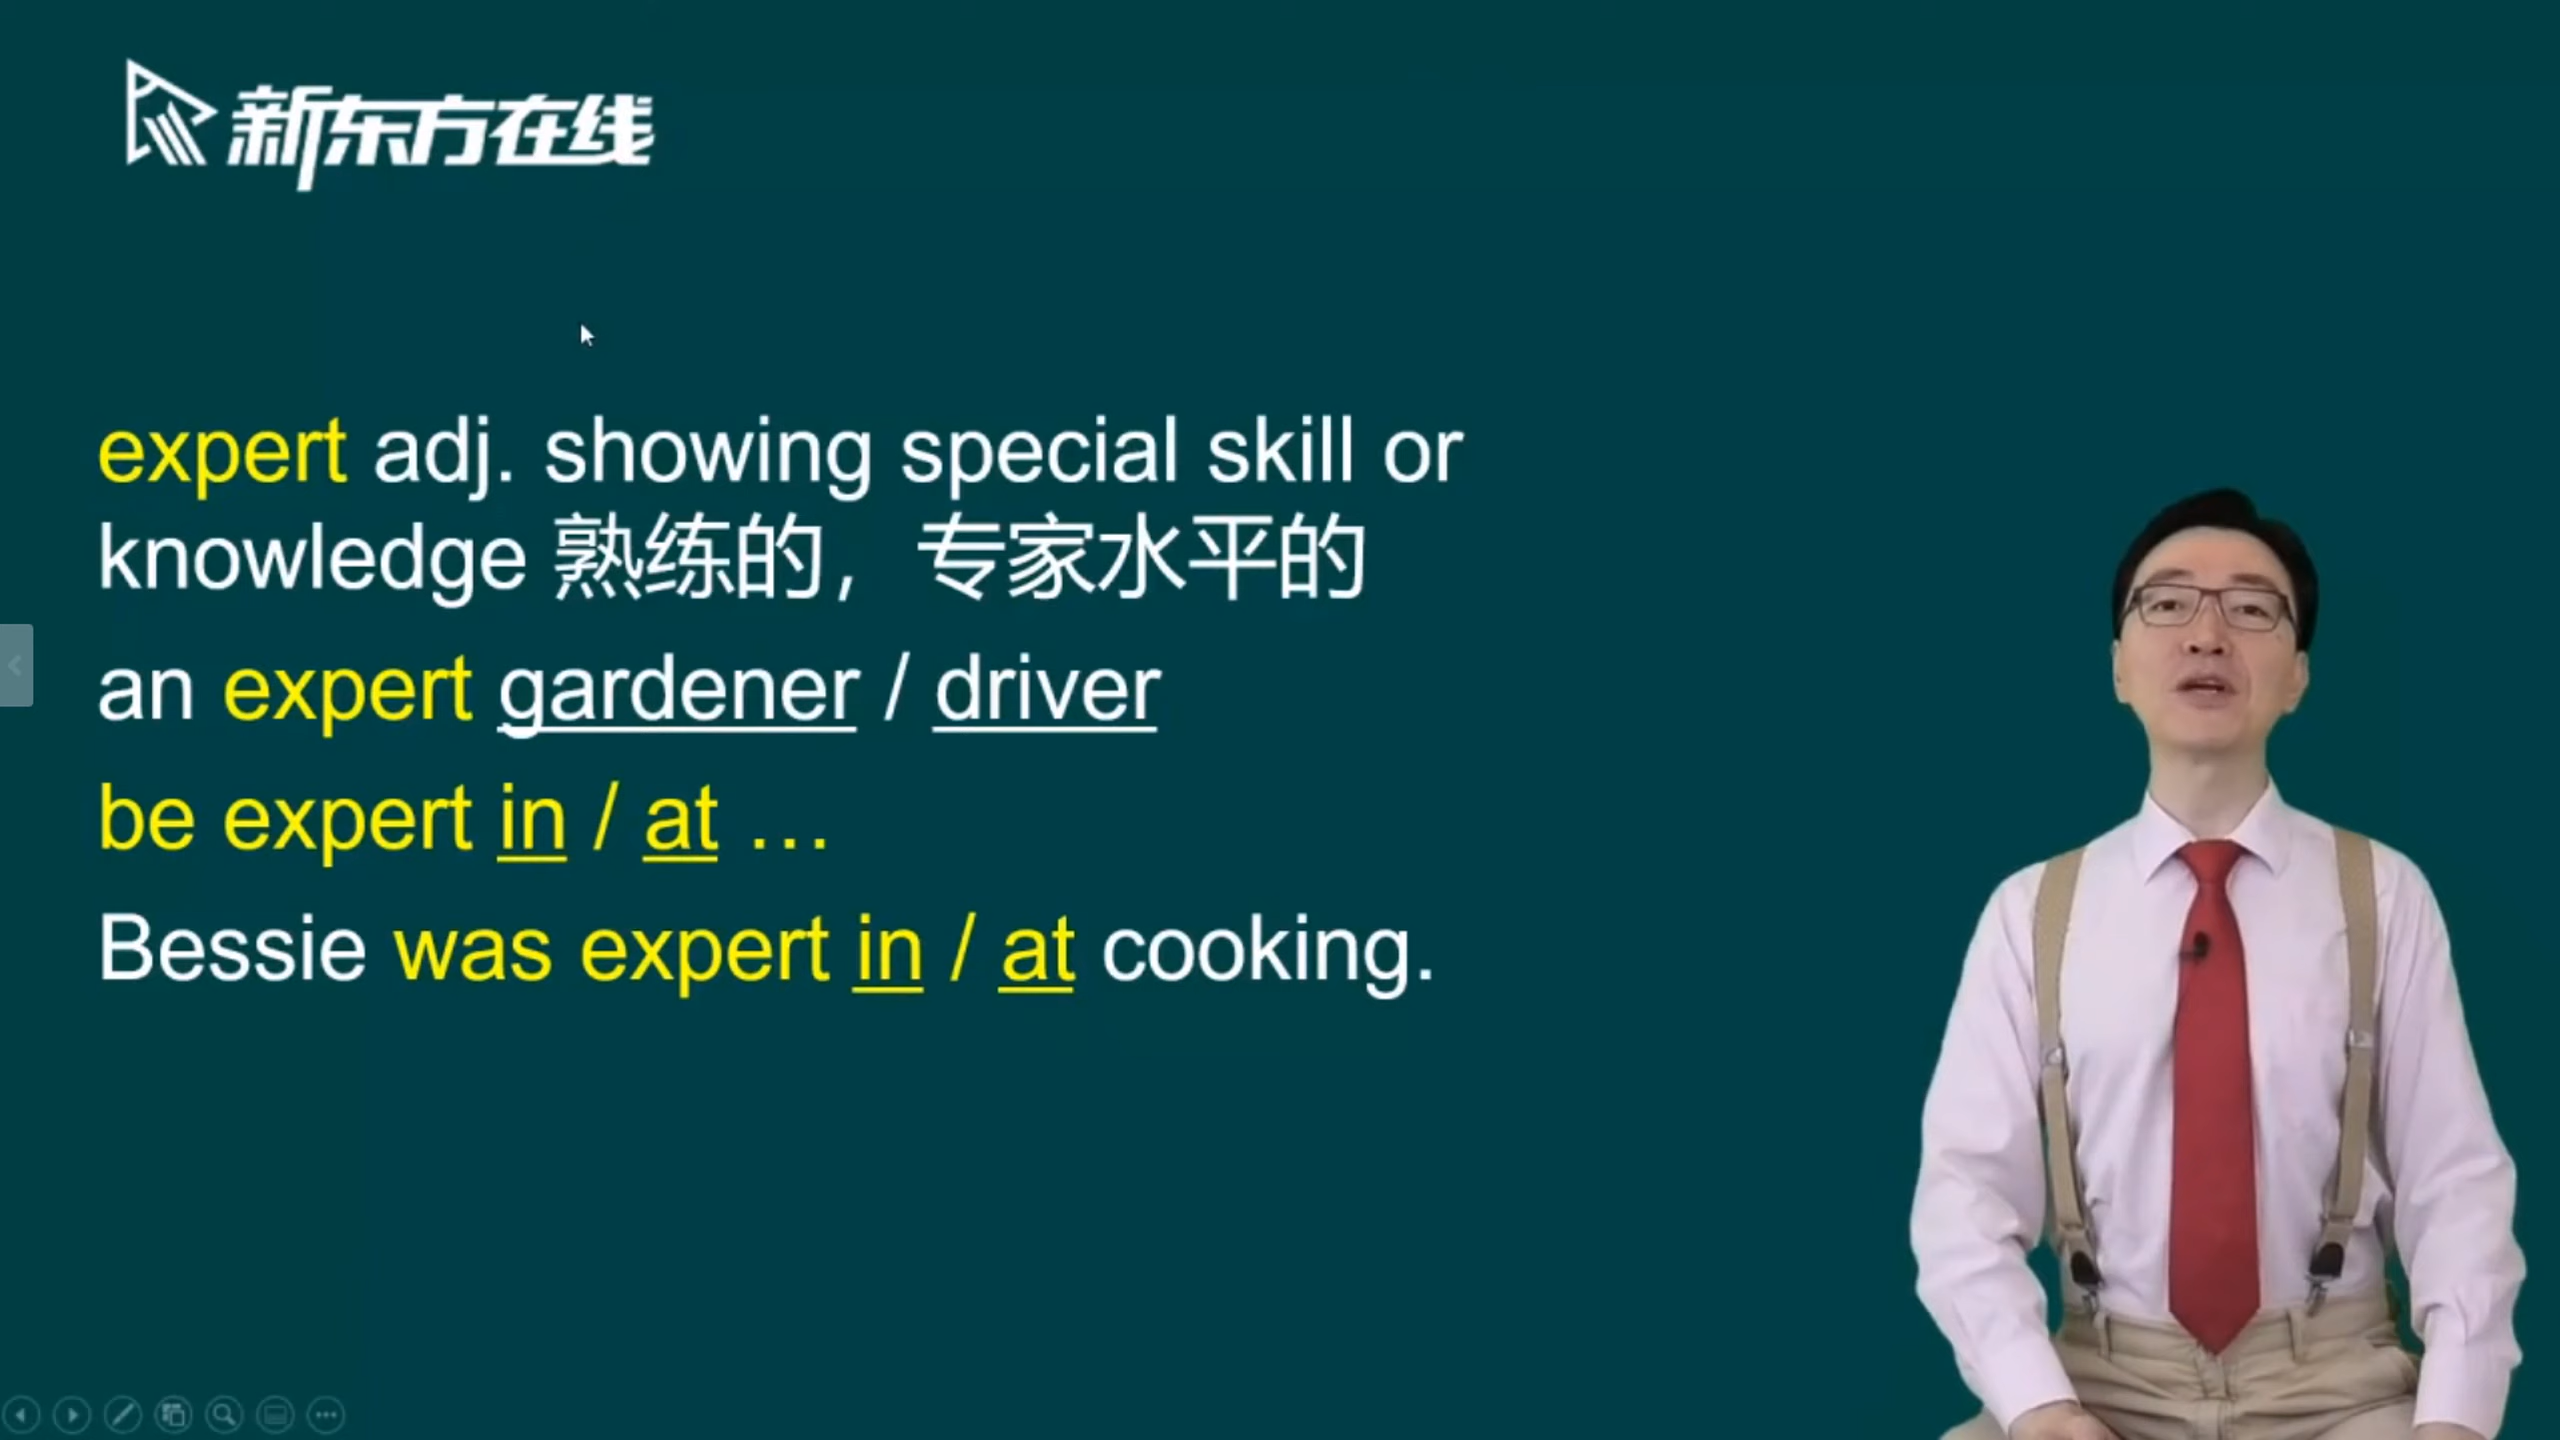 新东方在线
expert adj. showing special skill or
knowledge 熟练的，专家水平的
an expert gardener / driver
be expert in / at …
Bessie was expert in / at cooking.